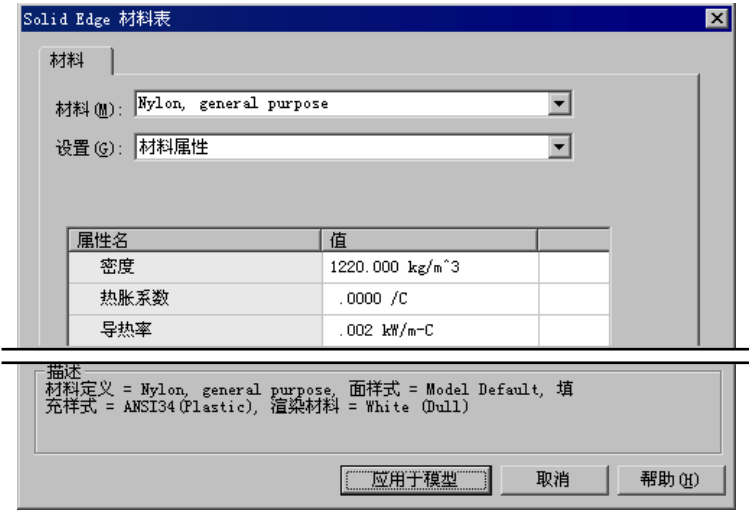 Solid Edge 材料表
材料
材料(M): Nylon, general purpose
设置(G): 材料属性
属性名 值
密度 1220.000 kg/m^3
热胀系数 .0000 /C
导热率 .002 kW/m-C
描述
材料定义 = Nylon, general purpose, 面样式 = Model Default, 填
充样式 = ANSI34(Plastic), 渲染材料 = White (Dull)
应用于模型 取消 帮助(H)